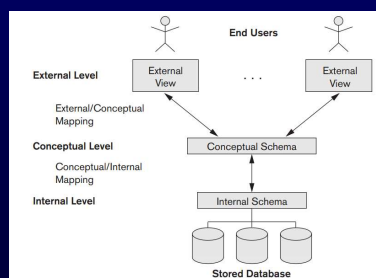 End Users
External Level
External
View
. . .
External
View
External/Conceptual
Mapping
Conceptual Level
Conceptual Schema
Conceptual/Internal
Mapping
Internal Level
Internal Schema
Stored Database